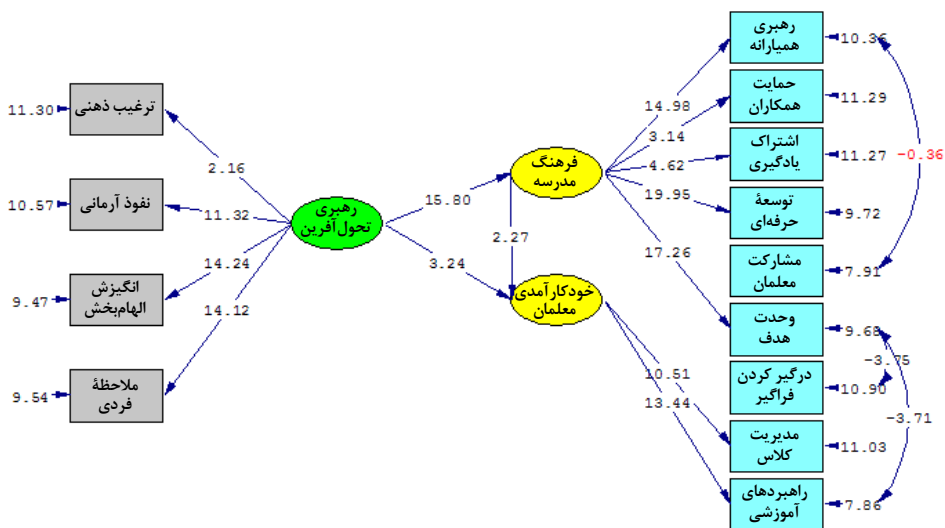 رهبری
همیارانه
10.36
حمایت
همکاران
11.29
اشتراک
یادگیری
11.27
-0.36
توسعهٔ
حرفه‌ای
9.72
مشارکت
معلمان
7.91
وحدت
هدف
9.68
-3.75
درگیر کردن
فراگیر
10.90
-3.71
مدیریت
کلاس
11.03
راهبردهای
آموزشی
7.86
14.98
3.14
4.62
19.95
17.26
10.51
13.44
فرهنگ
مدرسه
2.27
خودکارآمدی
معلمان
15.80
3.24
رهبری
تحول‌آفرین
2.16
11.32
14.24
14.12
ترغیب ذهنی
11.30
نفوذ آرمانی
10.57
انگیزش
الهام‌بخش
9.47
ملاحظهٔ
فردی
9.54